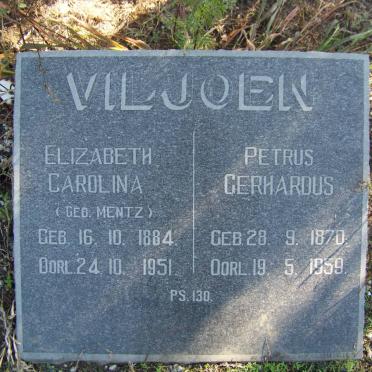 VILJOEN
ELIZABETH
CAROLINA
(GEB. MENTZ)
GEB. 16. 10. 1884.
OORL. 24. 10. 1951.
PETRUS
GERHARDUS
GEB. 28. 9. 1870.
OORL. 19. 5. 1959.
PS. 130.